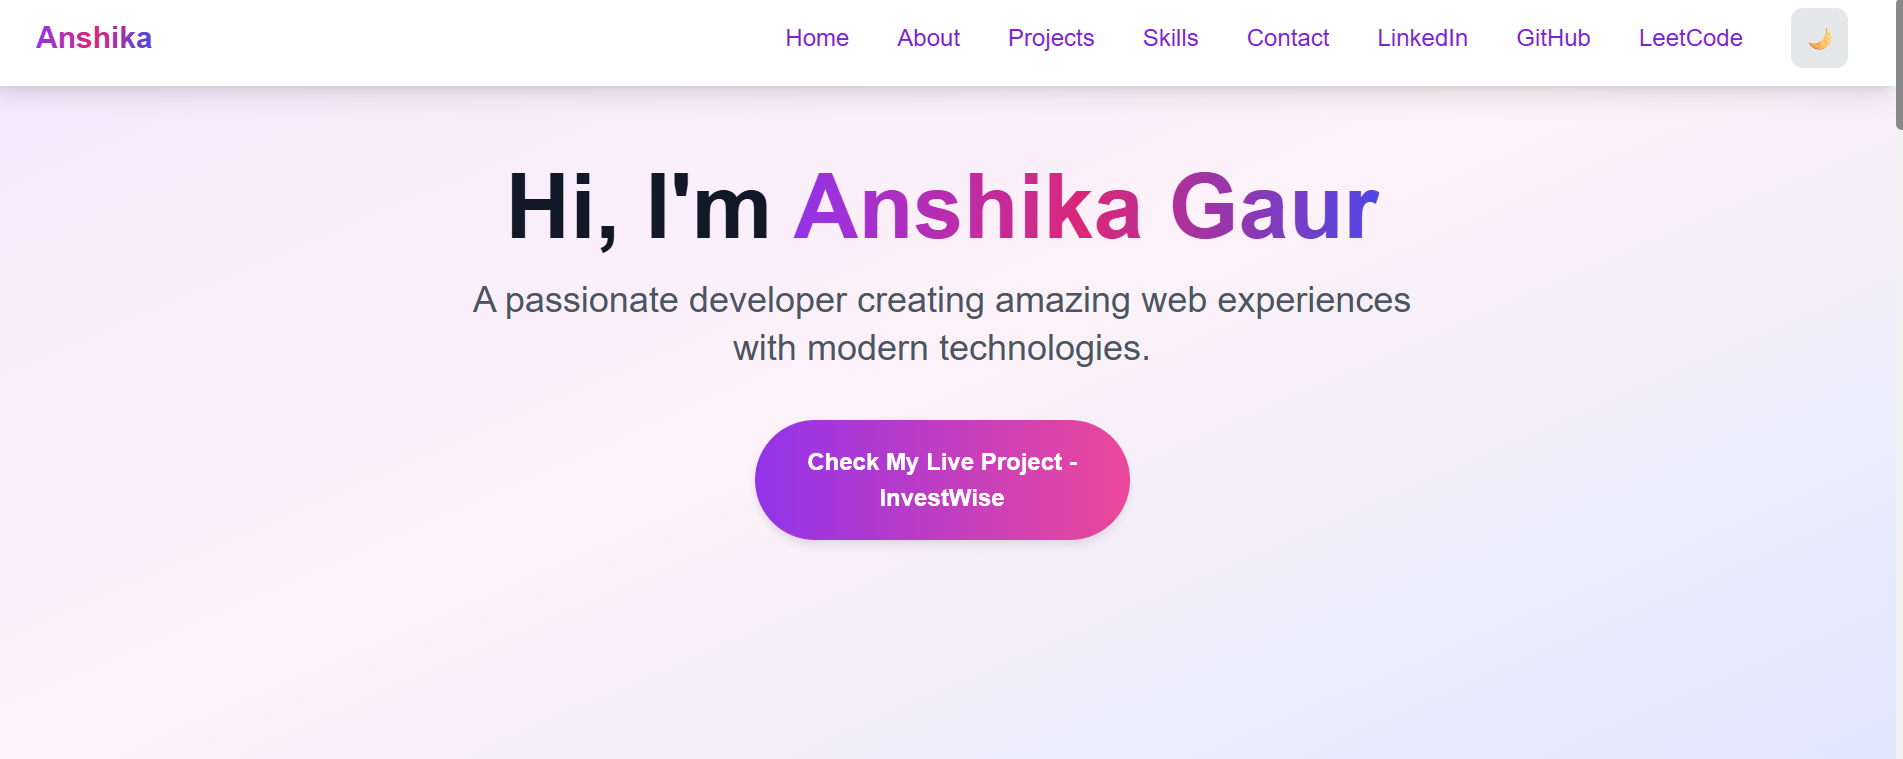 Anshika
Home About Projects Skills Contact LinkedIn GitHub LeetCode
Hi, I'm Anshika Gaur
A passionate developer creating amazing web experiences
with modern technologies.
Check My Live Project -
InvestWise